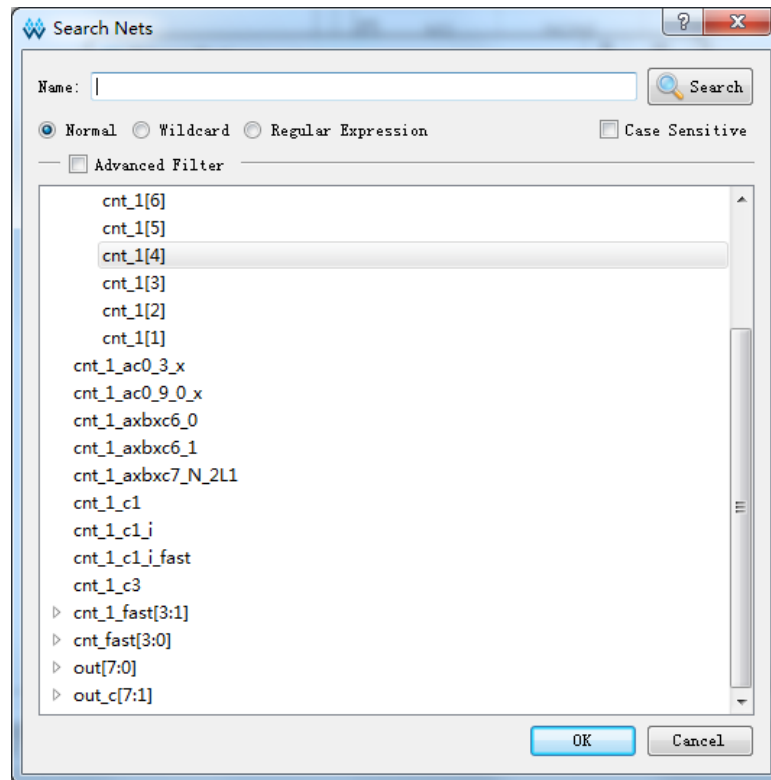 Search Nets
Name:
Search
Normal Wildcard Regular Expression Case Sensitive
Advanced Filter
cnt_1[6]
cnt_1[5]
cnt_1[4]
cnt_1[3]
cnt_1[2]
cnt_1[1]
cnt_1_ac0_3_x
cnt_1_ac0_9_0_x
cnt_1_axbxc6_0
cnt_1_axbxc6_1
cnt_1_axbxc7_N_2L1
cnt_1_c1
cnt_1_c1_i
cnt_1_c1_i_fast
cnt_1_c3
cnt_1_fast[3:1]
cnt_fast[3:0]
out[7:0]
out_c[7:1]
OK Cancel